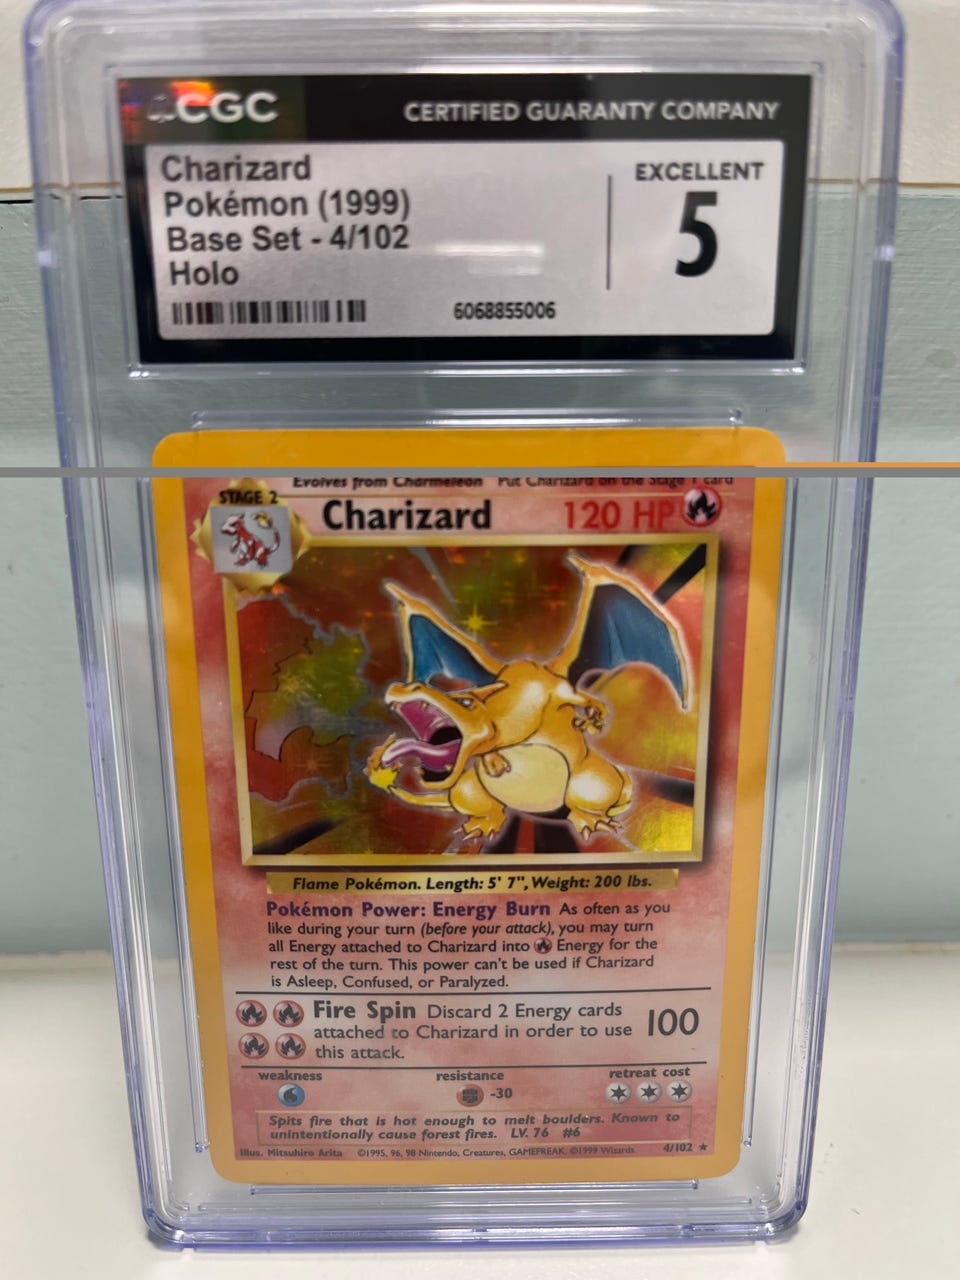 CGC
CERTIFIED GUARANTY COMPANY
Charizard
Pokémon (1999)
Base Set - 4/102
Holo
6068855006
EXCELLENT
5
Evolves from Charmeleon Put Charizard on the Stage 1 card
STAGE 2
Charizard
120 HP
Flame Pokémon. Length: 5' 7", Weight: 200 lbs.
Pokémon Power: Energy Burn As often as you
like during your turn (before your attack), you may turn
all Energy attached to Charizard into Energy for the
rest of the turn. This power can't be used if Charizard
is Asleep, Confused, or Paralyzed.
Fire Spin Discard 2 Energy cards
attached to Charizard in order to use
this attack.
100
weakness
resistance
-30
retreat cost
Spits fire that is hot enough to melt boulders. Known to
unintentionally cause forest fires. LV. 76 #6
Illus. Mitsuhiro Arita ©1995, 96, 98 Nintendo, Creatures, GAMEFREAK. ©1999 Wizards. 4/102 ★